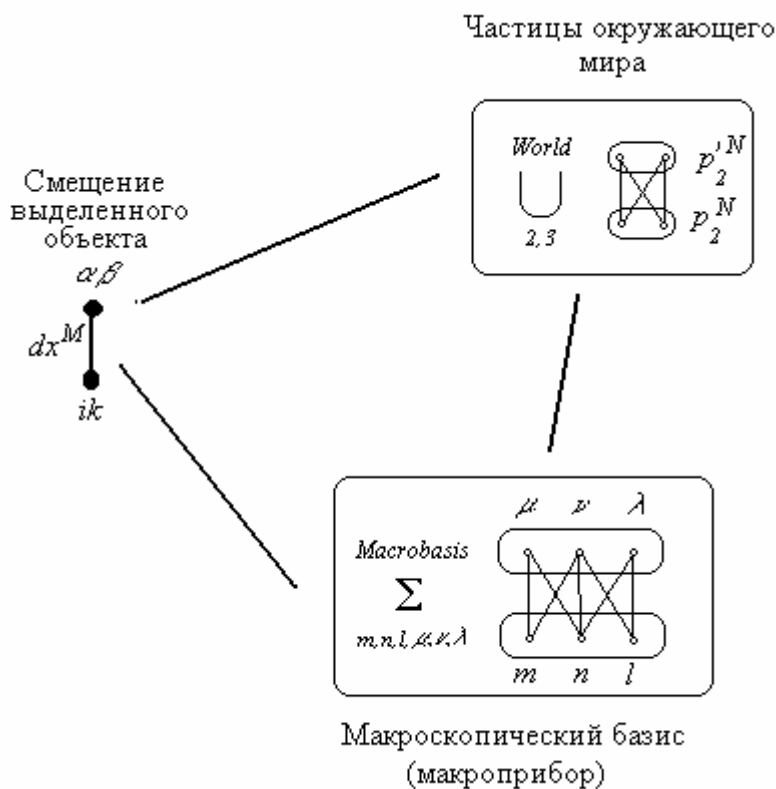 Частицы окружающего
мира
World
2,3
p'₂ᴺ
p₂ᴺ
Смещение
выделенного
объекта
αβ
dxᴹ
ik
μ ν λ
Macrobasis
Σ
m,n,l,μ,ν,λ
m n l
Макроскопический базис
(макроприбор)